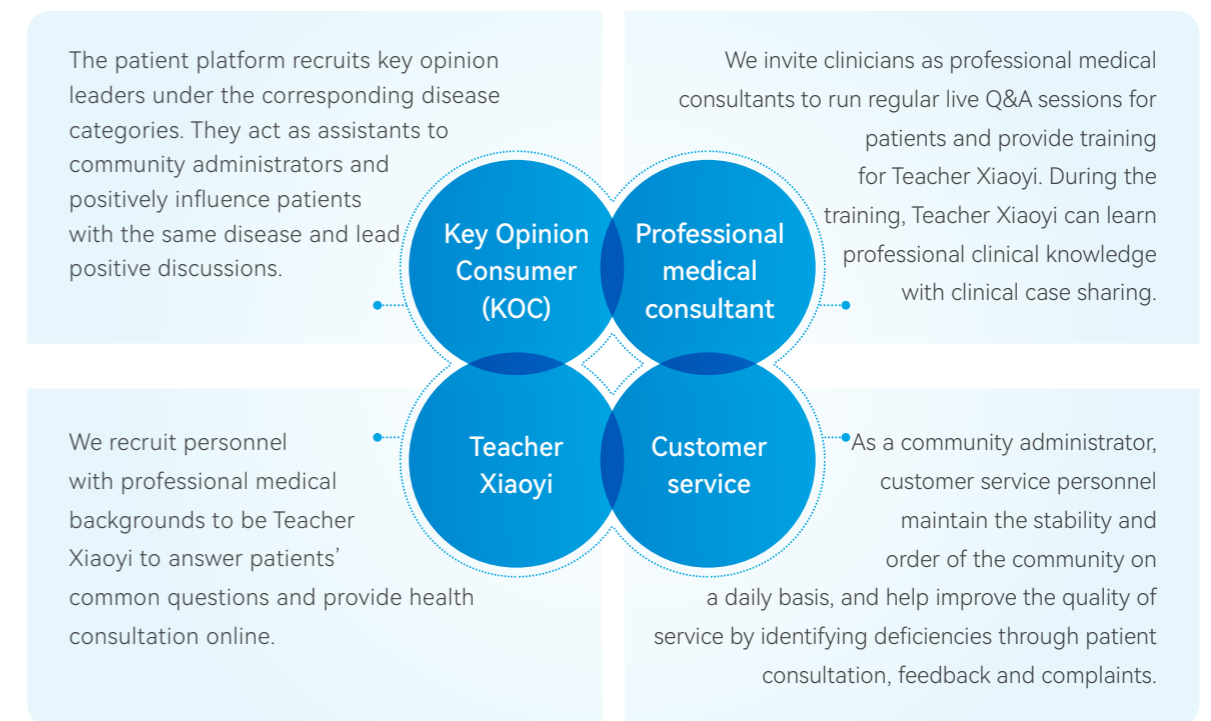 The patient platform recruits key opinion
leaders under the corresponding disease
categories. They act as assistants to
community administrators and
positively influence patients
with the same disease and lead
positive discussions.
We invite clinicians as professional medical
consultants to run regular live Q&A sessions for
patients and provide training
for Teacher Xiaoyi. During the
training, Teacher Xiaoyi can learn
professional clinical knowledge
with clinical case sharing.
Key Opinion
Consumer
(KOC)
Professional
medical
consultant
Teacher
Xiaoyi
Customer
service
We recruit personnel
with professional medical
backgrounds to be Teacher
Xiaoyi to answer patients’
common questions and provide health
consultation online.
As a community administrator,
customer service personnel
maintain the stability and
order of the community on
a daily basis, and help improve the quality of
service by identifying deficiencies through patient
consultation, feedback and complaints.